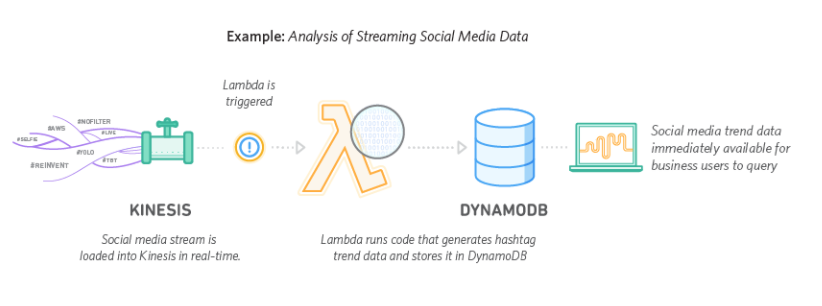 Example: Analysis of Streaming Social Media Data
Lambda is
triggered
#SELFIE
#AWS
#NOFILTER
#LIVE
#YOLO
#TBT
#REINVENT
Social media trend data
immediately available for
business users to query
KINESIS
DYNAMODB
Social media stream is
loaded into Kinesis in real-time.
Lambda runs code that generates hashtag
trend data and stores it in DynamoDB